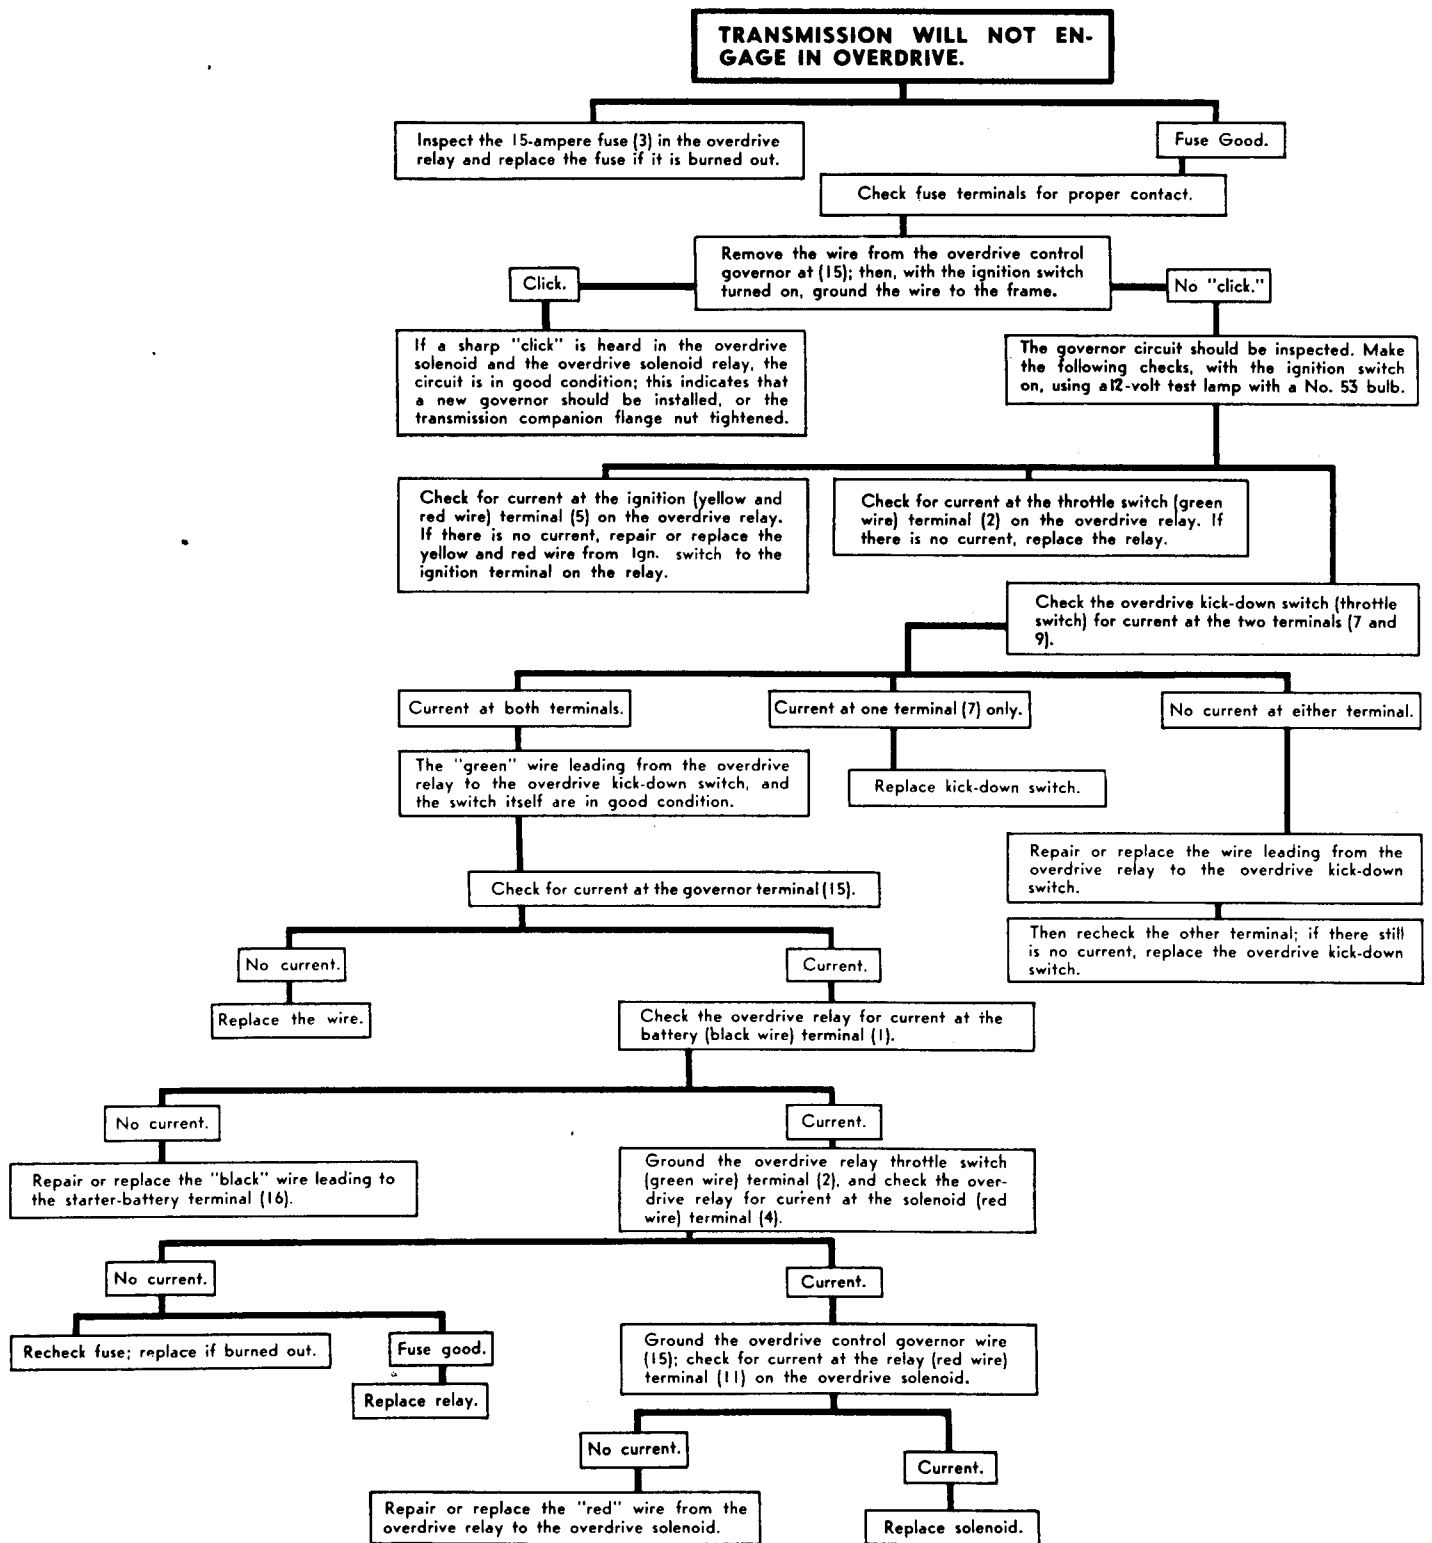 TRANSMISSION WILL NOT EN-
GAGE IN OVERDRIVE.
Inspect the 15-ampere fuse (3) in the overdrive
relay and replace the fuse if it is burned out.
Fuse Good.
Check fuse terminals for proper contact.
Remove the wire from the overdrive control
governor at (15); then, with the ignition switch
turned on, ground the wire to the frame.
Click.
No "click."
If a sharp "click" is heard in the overdrive
solenoid and the overdrive solenoid relay, the
circuit is in good condition; this indicates that
a new governor should be installed, or the
transmission companion flange nut tightened.
The governor circuit should be inspected. Make
the following checks, with the ignition switch
on, using a12-volt test lamp with a No. 53 bulb.
Check for current at the ignition (yellow and
red wire) terminal (5) on the overdrive relay.
If there is no current, repair or replace the
yellow and red wire from Ign. switch to the
ignition terminal on the relay.
Check for current at the throttle switch (green
wire) terminal (2) on the overdrive relay. If
there is no current, replace the relay.
Check the overdrive kick-down switch (throttle
switch) for current at the two terminals (7 and
9).
Current at both terminals.
Current at one terminal (7) only.
No current at either terminal.
The "green" wire leading from the overdrive
relay to the overdrive kick-down switch, and
the switch itself are in good condition.
Replace kick-down switch.
Repair or replace the wire leading from the
overdrive relay to the overdrive kick-down
switch.
Check for current at the governor terminal (15).
Then recheck the other terminal; if there still
is no current, replace the overdrive kick-down
switch.
No current.
Current.
Replace the wire.
Check the overdrive relay for current at the
battery (black wire) terminal (1).
No current.
Current.
Repair or replace the "black" wire leading to
the starter-battery terminal (16).
Ground the overdrive relay throttle switch
(green wire) terminal (2), and check the over-
drive relay for current at the solenoid (red
wire) terminal (4).
No current.
Current.
Recheck fuse; replace if burned out.
Fuse good.
Replace relay.
Ground the overdrive control governor wire
(15); check for current at the relay (red wire)
terminal (11) on the overdrive solenoid.
No current.
Current.
Repair or replace the "red" wire from the
overdrive relay to the overdrive solenoid.
Replace solenoid.